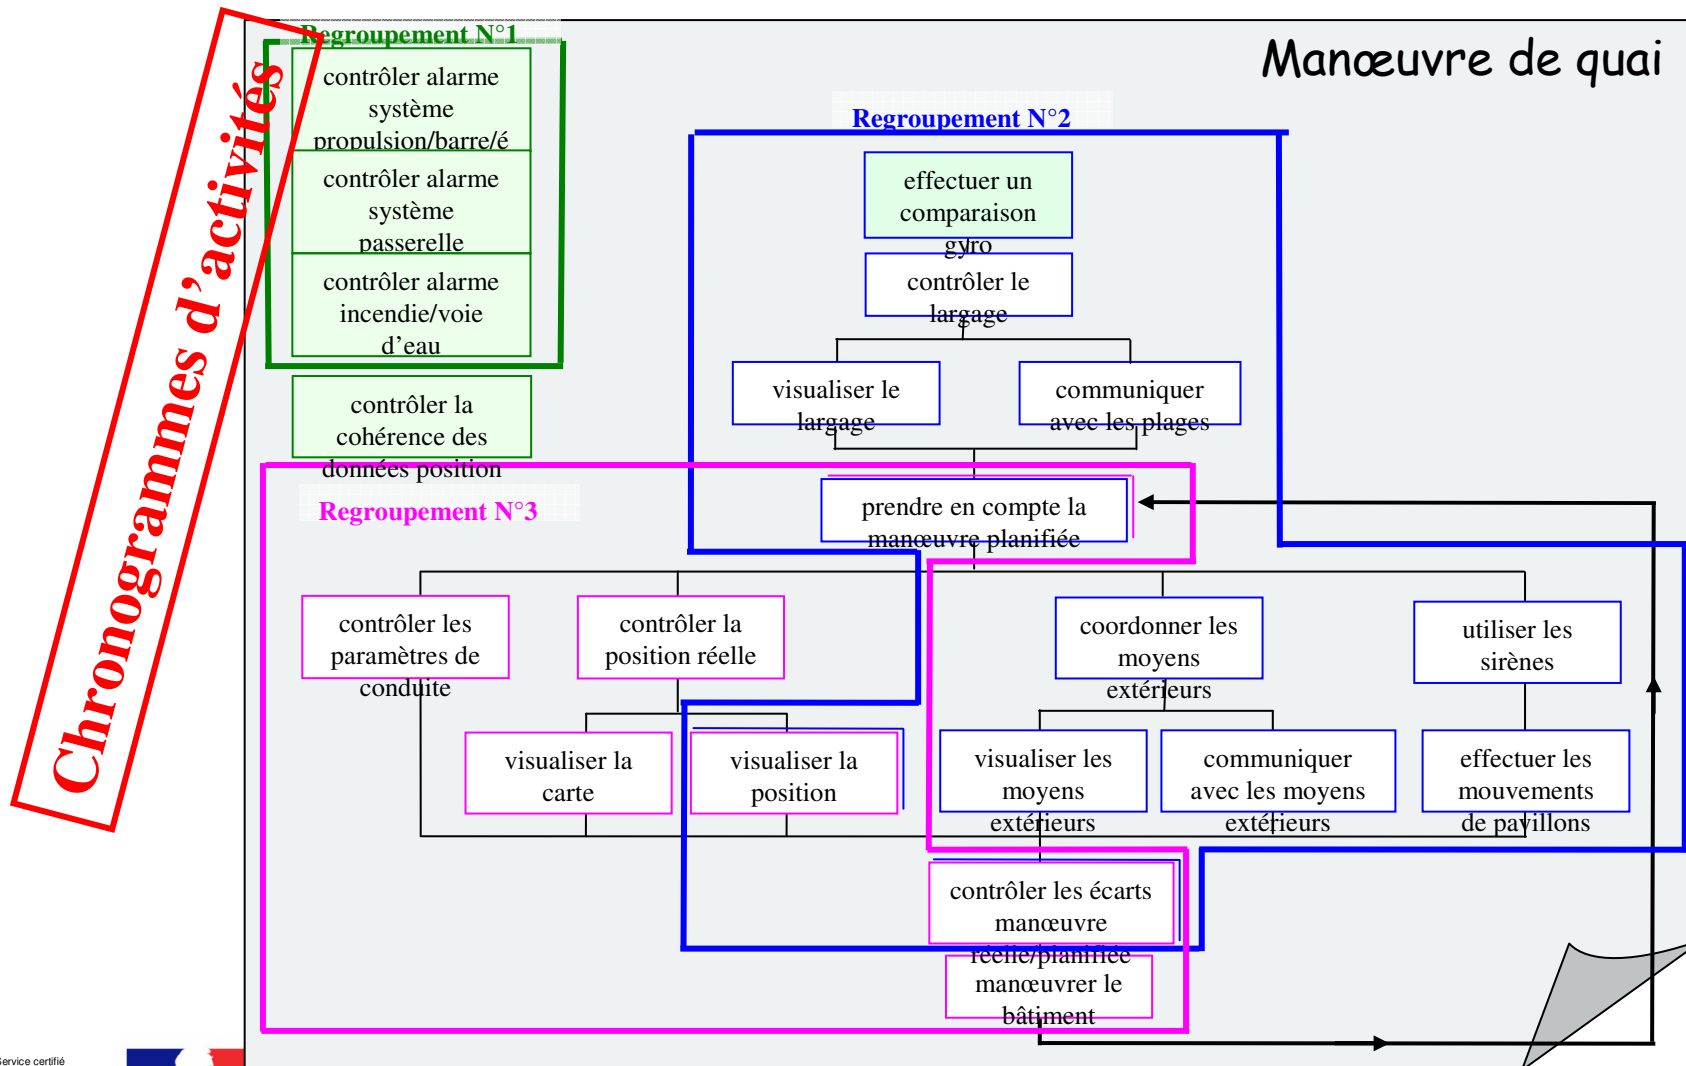 Chronogrammes d'activités
Manœuvre de quai
Regroupement N°1
contrôler alarme
système
propulsion/barre/é
contrôler alarme
système
passerelle
contrôler alarme
incendie/voie
d'eau
contrôler la
cohérence des
données position
Regroupement N°2
effectuer un
comparaison
gyro
contrôler le
largage
visualiser le
largage
communiquer
avec les plages
Regroupement N°3
prendre en compte la
manœuvre planifiée
contrôler les
paramètres de
conduite
contrôler la
position réelle
coordonner les
moyens
extérieurs
utiliser les
sirènes
visualiser la
carte
visualiser la
position
visualiser les
moyens
extérieurs
communiquer
avec les moyens
extérieurs
effectuer les
mouvements
de pavillons
contrôler les écarts
manœuvre
réelle/planifiée
manœuvrer le
bâtiment
Service certifié